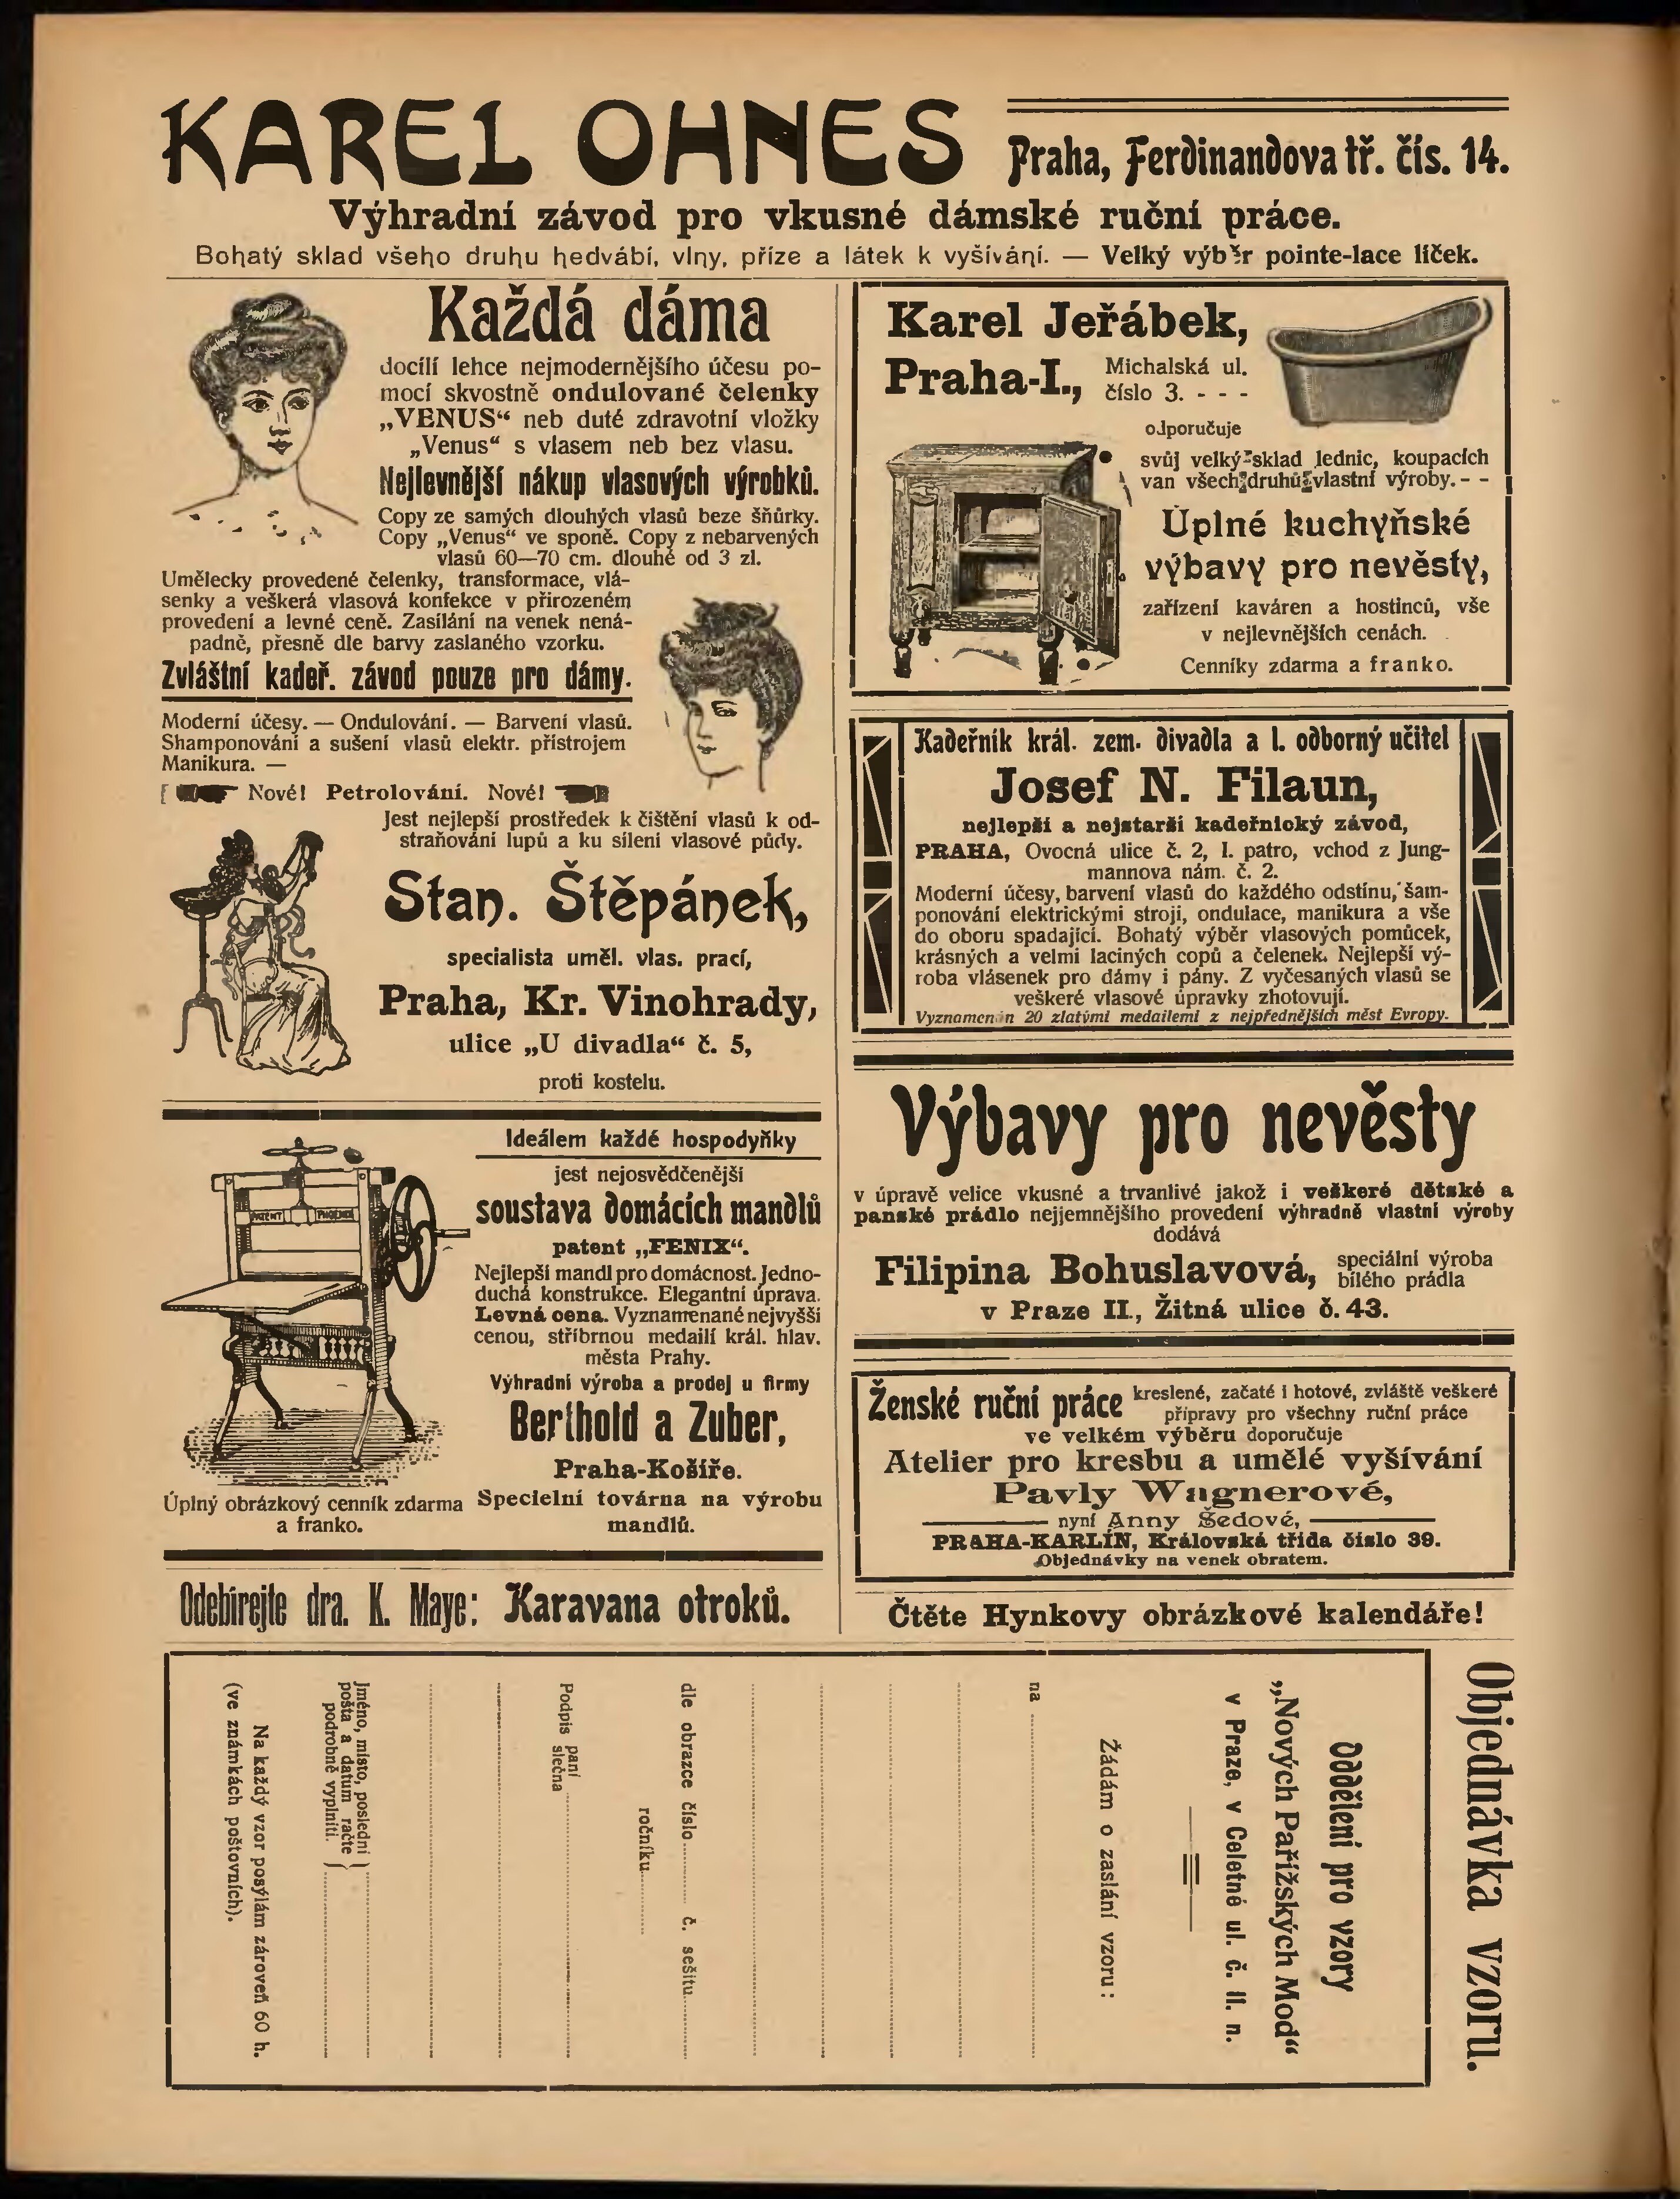 KAREL OHNES
Praha, Ferdinandova tř. čís. 14.
Výhradní závod pro vkusné dámské ruční práce.
Bohatý sklad všeho druhu hedvábí, vlny, příze a látek k vyšívání. — Velký výběr pointe-lace líček.
Každá dáma
docílí lehce nejmodernějšího účesu po-
mocí skvostně ondulované čelenky
„VENUS“ neb duté zdravotní vložky
„Venus“ s vlasem neb bez vlasu.
Nejlevnější nákup vlasových výrobků.
Copy ze samých dlouhých vlasů beze šňůrky.
Copy „Venus“ ve sponě. Copy z nebarvených
vlasů 60—70 cm. dlouhé od 3 zl.
Umělecky provedené čelenky, transformace, vlá-
senky a veškerá vlasová konfekce v přirozeném
provedení a levné ceně. Zasílání na venek nená-
padně, přesně dle barvy zaslaného vzorku.
Zvláštní kadeř. závod pouze pro dámy.
Moderní účesy. — Ondulování. — Barvení vlasů.
Shamponování a sušení vlasů elektr. přístrojem
Manikura. —
Nové! Petrolování. Nové!
Jest nejlepší prostředek k čištění vlasů k od-
straňování lupů a ku sílení vlasové půdy.
Stan. Štěpánek,
specialista uměl. vlas. prací,
Praha, Kr. Vinohrady,
ulice „U divadla“ č. 5,
proti kostelu.
Ideálem každé hospodyňky
jest nejosvědčenější
soustava domácích mandlů
patent „FENIX“.
PATENT PHOENIX
Nejlepší mandl pro domácnost. Jedno-
duchá konstrukce. Elegantní úprava.
Levná cena. Vyznamenané nejvyšší
cenou, stříbrnou medailí král. hlav.
města Prahy.
Výhradní výroba a prodej u firmy
Berthold a Zuber,
Praha-Košíře.
Úplný obrázkový cenník zdarma
a franko.
Specielní továrna na výrobu
mandlů.
Odebírejte dra. K. Maye: Karavana otroků.
Karel Jeřábek,
Praha-I., Michalská ul.
číslo 3. - - -
odporučuje
svůj velký sklad lednic, koupacích
van všech druhů vlastní výroby. - -
Úplné kuchyňské
výbavy pro nevěsty,
zařízení kaváren a hostinců, vše
v nejlevnějších cenách.
Cenníky zdarma a franko.
Kadeřník král. zem. divadla a I. odborný učitel
Josef N. Filaun,
nejlepší a nejstarší kadeřnický závod,
PRAHA, Ovocná ulice č. 2, I. patro, vchod z Jung-
mannova nám. č. 2.
Moderní účesy, barvení vlasů do každého odstínu, šam-
ponování elektrickými stroji, ondulace, manikura a vše
do oboru spadající. Bohatý výběr vlasových pomůcek,
krásných a velmi laciných copů a čelenek. Nejlepší vý-
roba vlásenek pro dámy i pány. Z vyčesaných vlasů se
veškeré vlasové úpravky zhotovují.
Vyznamenán 20 zlatými medailemi z nejpřednějších měst Evropy.
Výbavy pro nevěsty
v úpravě velice vkusné a trvanlivé jakož i veškeré dětské a
panské prádlo nejjemnějšího provedení výhradně vlastní výroby
dodává
Filipina Bohuslavová, speciální výroba
bílého prádla
v Praze II., Žitná ulice č. 43.
Ženské ruční práce kreslené, začaté i hotové, zvláště veškeré
přípravy pro všechny ruční práce
ve velkém výběru doporučuje
Atelier pro kresbu a umělé vyšívání
Pavly Wagnerové,
nyní Anny Šedové,
PRAHA-KARLÍN, Královská třída číslo 39.
Objednávky na venek obratem.
Čtěte Hynkovy obrázkové kalendáře!
Objednávka vzoru.
Oddělení pro vzory
„Nových Pařížských Mod“
v Praze, v Celetné ul. č. 11. n.
Žádám o zaslání vzoru:
na
dle obrazce číslo č. sešitu
ročníku
Podpis paní
slečna
Jméno, místo, poslední
pošta a datum račte
podrobně vyplniti.
Na každý vzor posýlám zároveň 60 h.
(ve známkách poštovních).